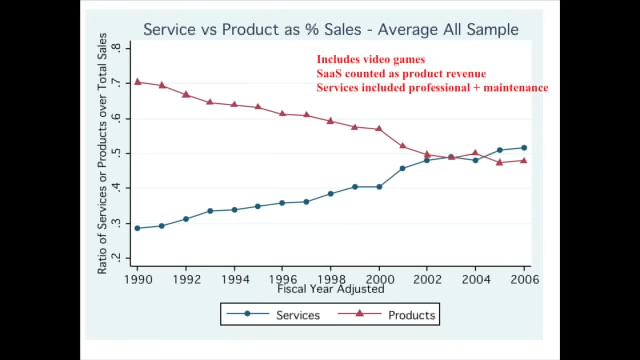 Service vs Product as % Sales - Average All Sample
Includes video games
SaaS counted as product revenue
Services included professional + maintenance
Ratio of Services or Products over Total Sales
.8
.7
.6
.5
.4
.3
.2
1990 1992 1994 1996 1998 2000 2002 2004 2006
Fiscal Year Adjusted
Services Products